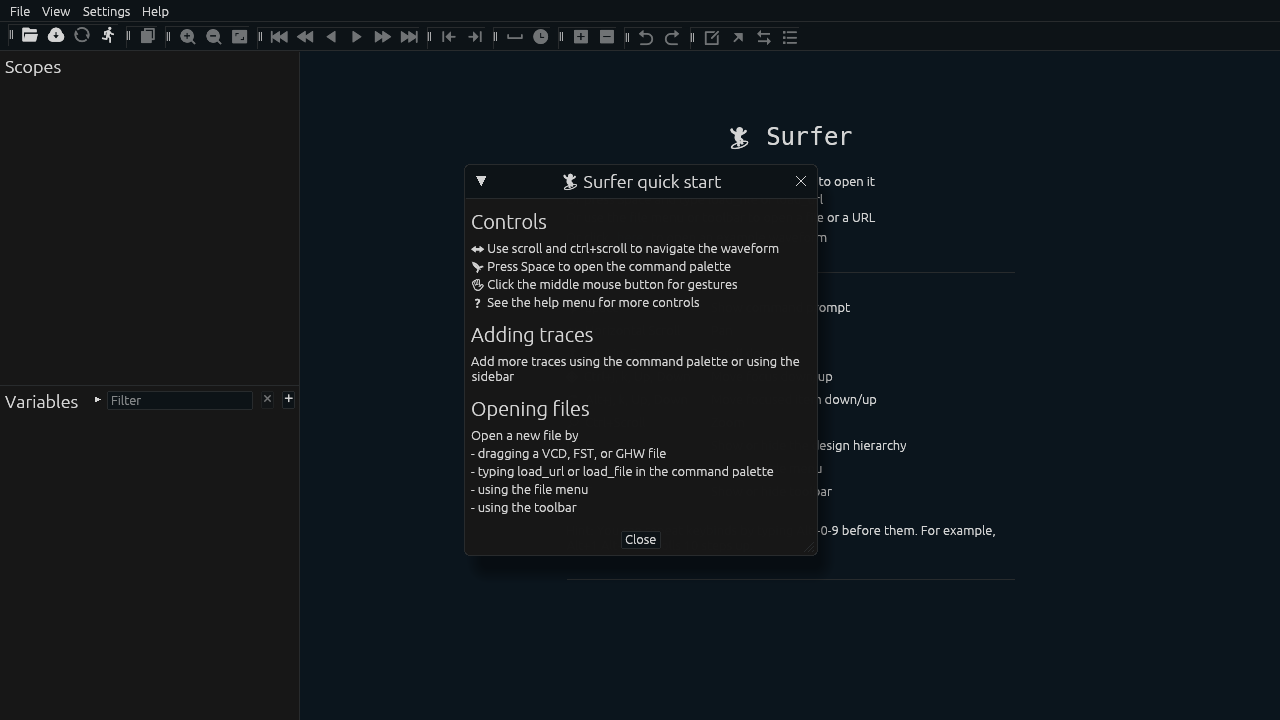 File View Settings Help
Scopes
Surfer
to open it
Surfer quick start
e or a URL
Controls
Use scroll and ctrl+scroll to navigate the waveform
Press Space to open the command palette
Click the middle mouse button for gestures
? See the help menu for more controls
ompt
Adding traces
Add more traces using the command palette or using the
sidebar
up
Variables
Filter
down/up
Opening files
Open a new file by
- dragging a VCD, FST, or GHW file
esign hierarchy
- typing load_url or load_file in the command palette
- using the file menu
- using the toolbar
-0-9 before them. For example,
Close